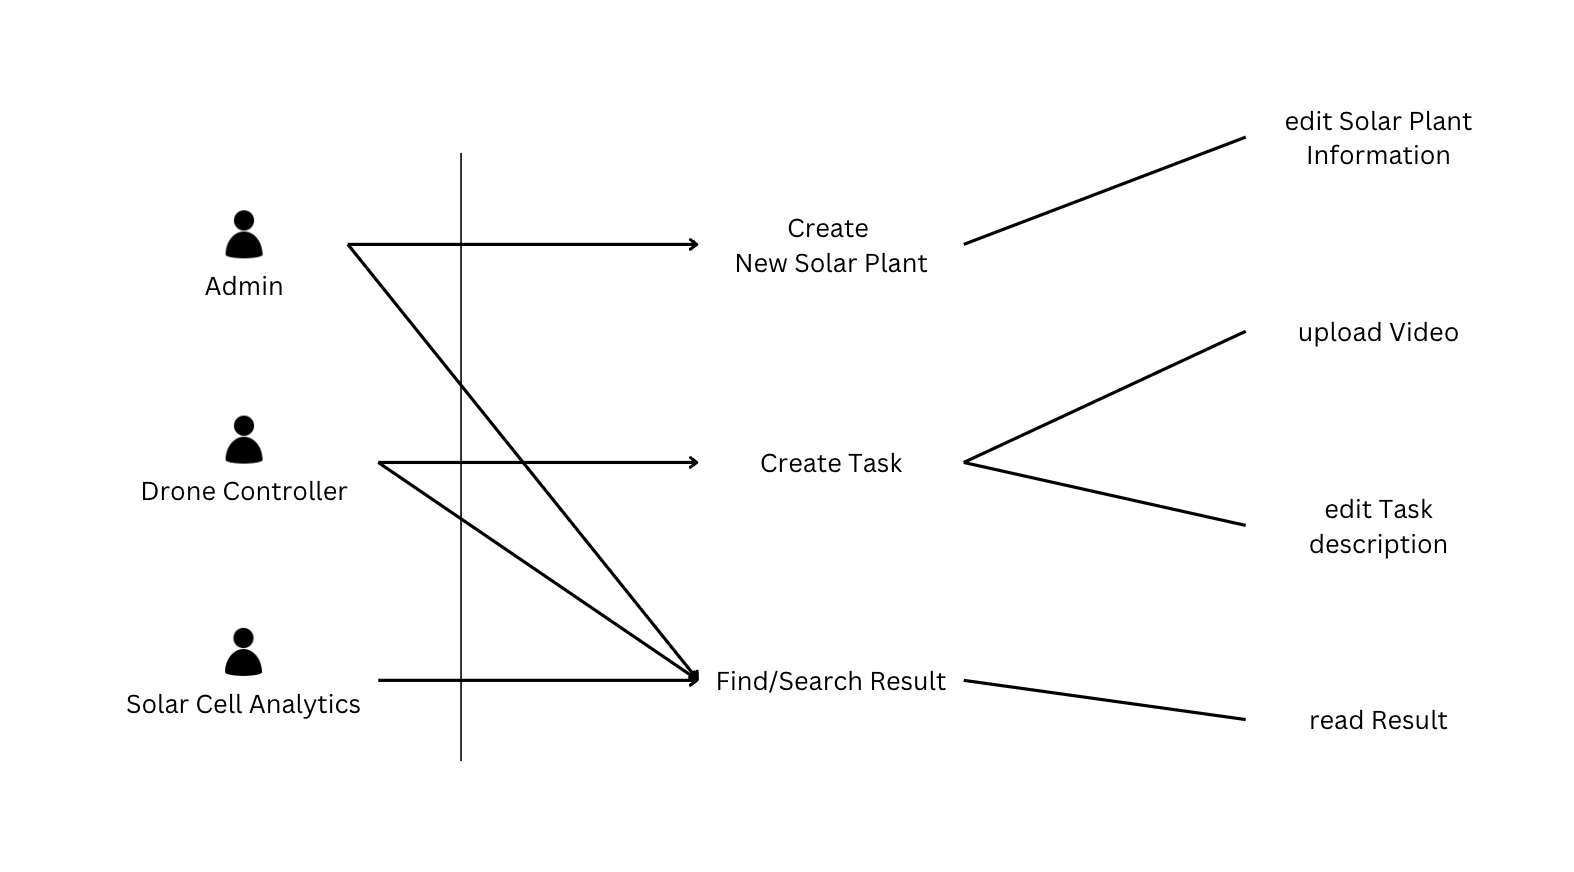 Admin
Drone Controller
Solar Cell Analytics
Create
New Solar Plant
Create Task
Find/Search Result
edit Solar Plant
Information
upload Video
edit Task
description
read Result